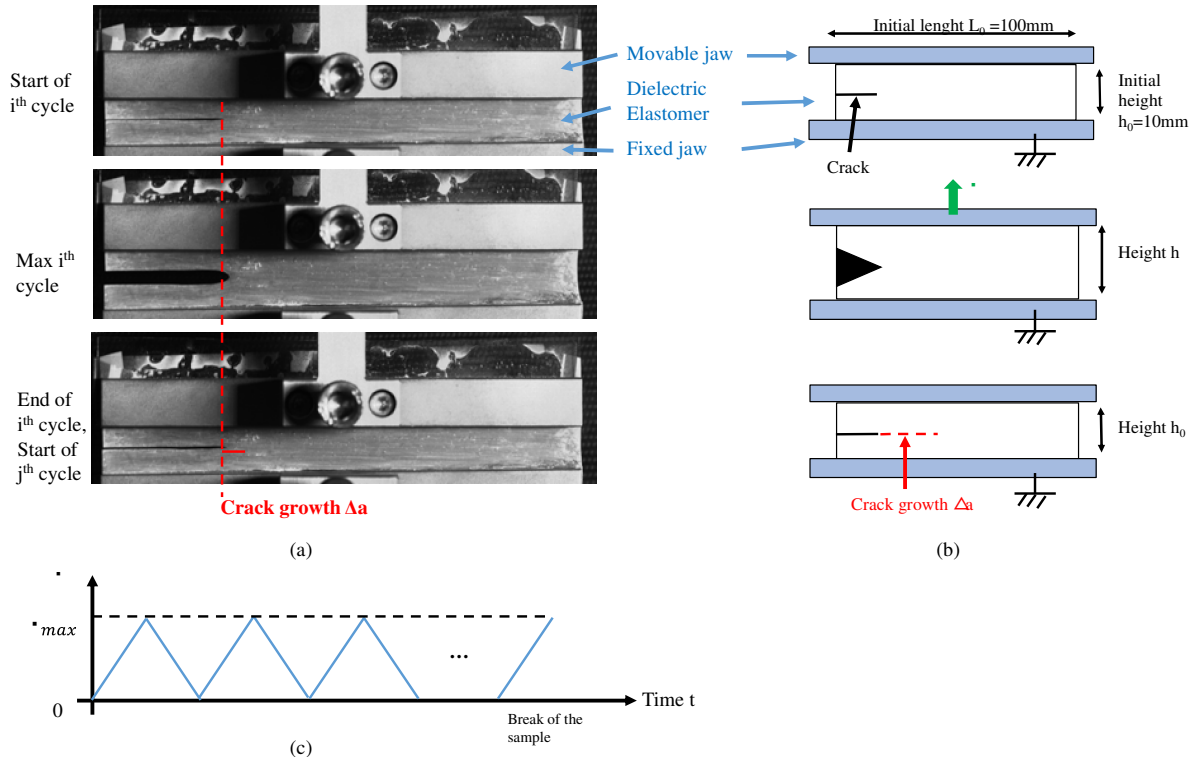 Start of
iᵗʰ cycle
Movable jaw
Dielectric
Elastomer
Fixed jaw
Initial lenght L₀ =100mm
Initial
height
h₀=10mm
Crack
Max iᵗʰ
cycle
Height h
End of
iᵗʰ cycle,
Start of
jᵗʰ cycle
Crack growth Δa
Height h₀
Crack growth Δa
(a)
(b)
max
0
...
Time t
Break of the
sample
(c)